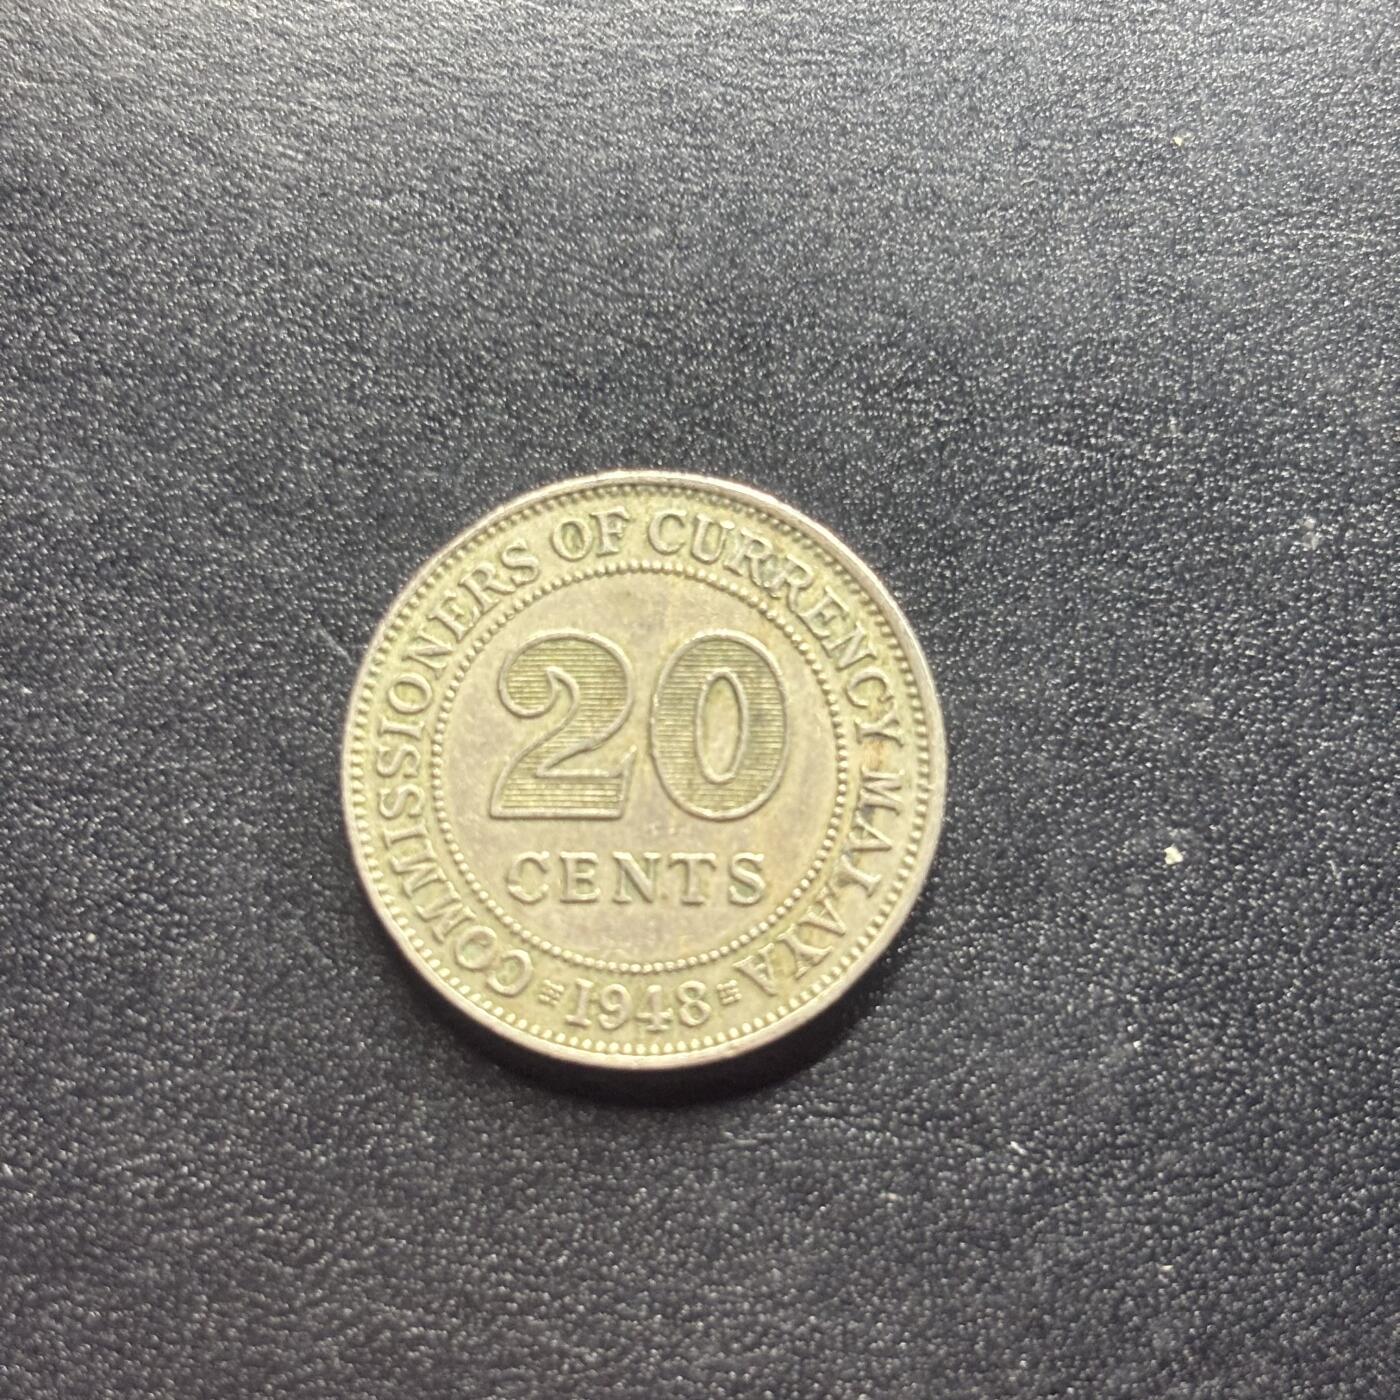 COMMISSIONERS OF CURRENCY MALAYA
20
CENTS
1948